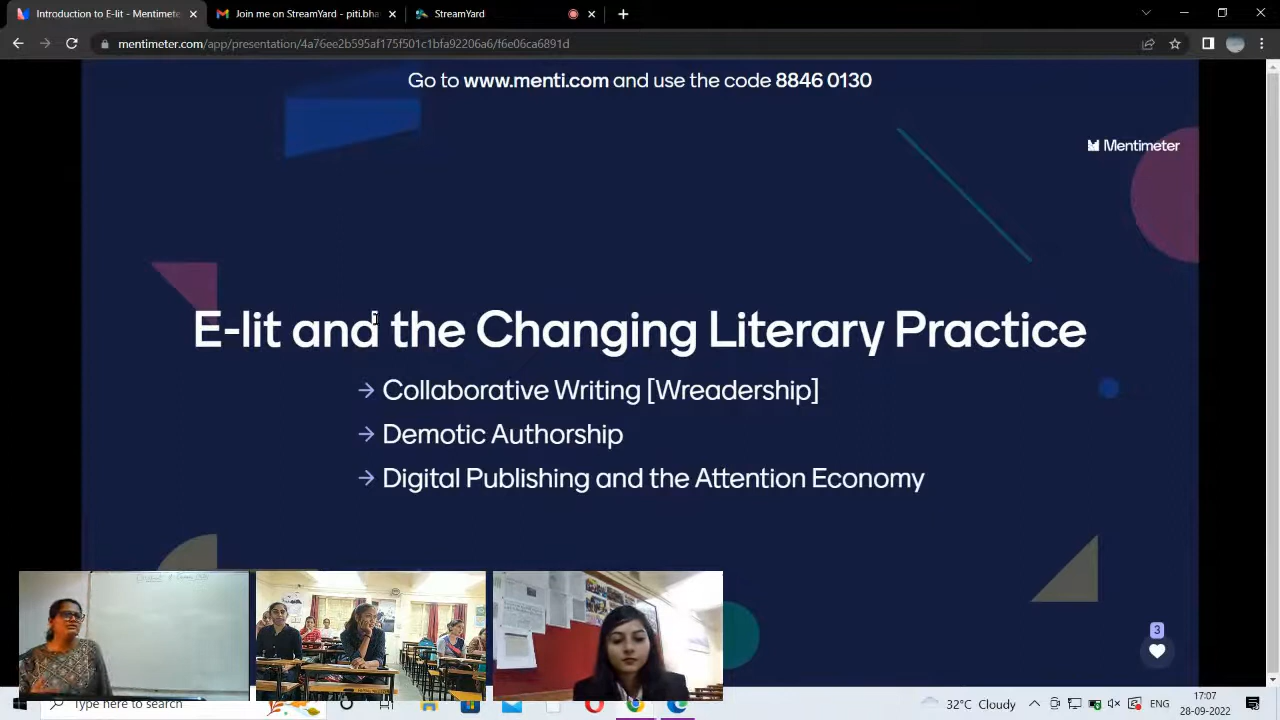 Introduction to E-lit - Mentimete
Join me on StreamYard - piti.bha
StreamYard
mentimeter.com/app/presentation/4a76ee2b595af175f501c1bfa92206a6/f6e06ca6891d
Go to www.menti.com and use the code 8846 0130
Mentimeter
E-lit and the Changing Literary Practice
→ Collaborative Writing [Wreadership]
→ Demotic Authorship
→ Digital Publishing and the Attention Economy
3
Type here to search
32°C Cloudy
ENG
17:07
28-09-2022